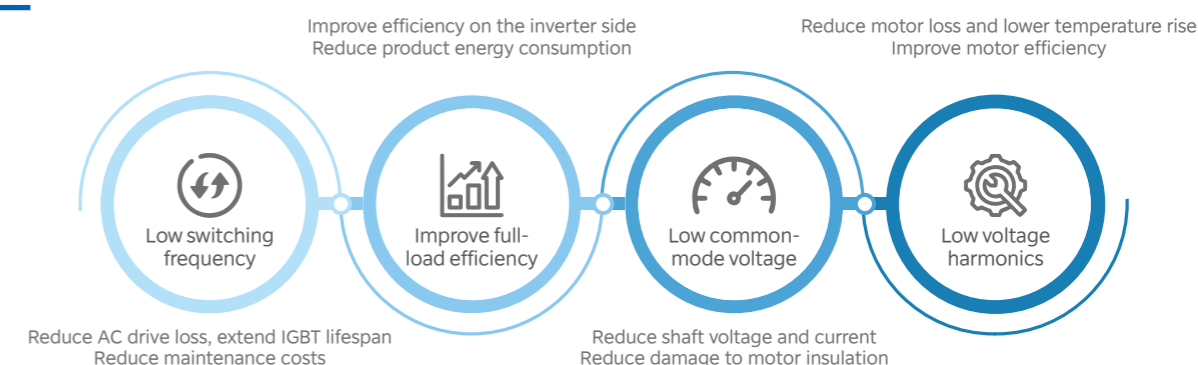 Improve efficiency on the inverter side
Reduce product energy consumption
Reduce motor loss and lower temperature rise
Improve motor efficiency
Low switching
frequency
Improve full-
load efficiency
Low common-
mode voltage
Low voltage
harmonics
Reduce AC drive loss, extend IGBT lifespan
Reduce maintenance costs
Reduce shaft voltage and current
Reduce damage to motor insulation